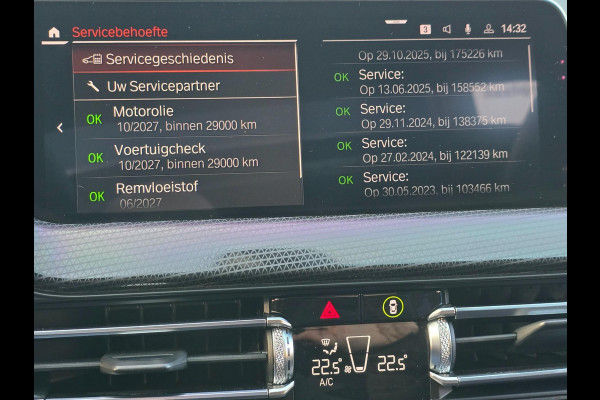 Servicebehoefte
3
14:32
Servicegeschiedenis
Uw Servicepartner
OK Motorolie
10/2027, binnen 29000 km
OK Voertuigcheck
10/2027, binnen 29000 km
OK Remvloeistof
06/2027
Op 29.10.2025, bij 175226 km
OK Service:
Op 13.06.2025, bij 158552 km
OK Service:
Op 29.11.2024, bij 138375 km
OK Service:
Op 27.02.2024, bij 122139 km
OK Service:
Op 30.05.2023, bij 103466 km
22.5°
22.5°
A/C